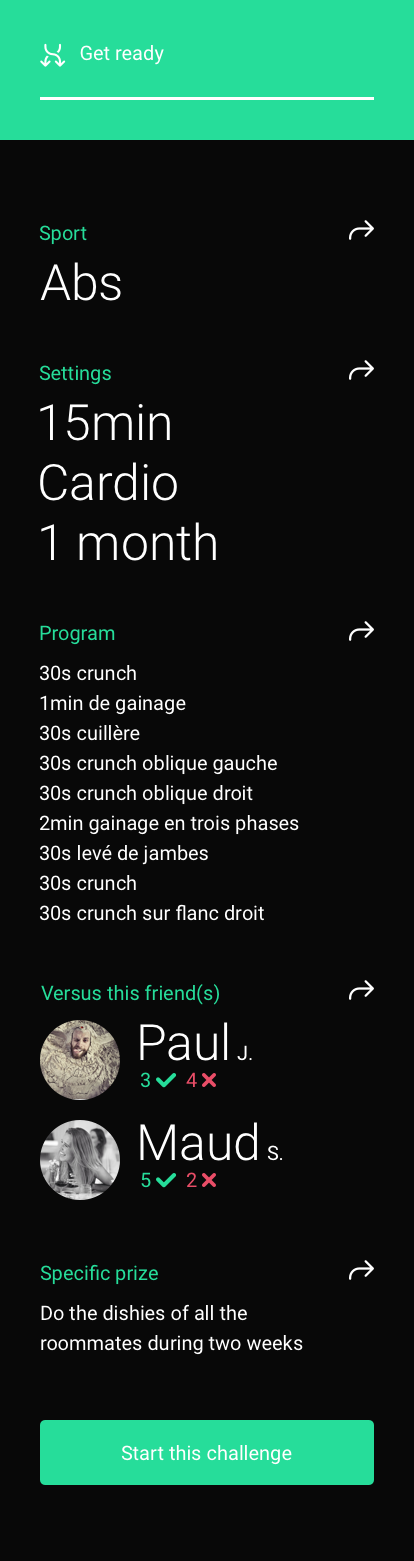 Get ready
Sport
Abs
Settings
15min
Cardio
1 month
Program
30s crunch
1min de gainage
30s cuillère
30s crunch oblique gauche
30s crunch oblique droit
2min gainage en trois phases
30s levé de jambes
30s crunch
30s crunch sur flanc droit
Versus this friend(s)
Paul J.
3 4
Maud S.
5 2
Specific prize
Do the dishies of all the
roommates during two weeks
Start this challenge